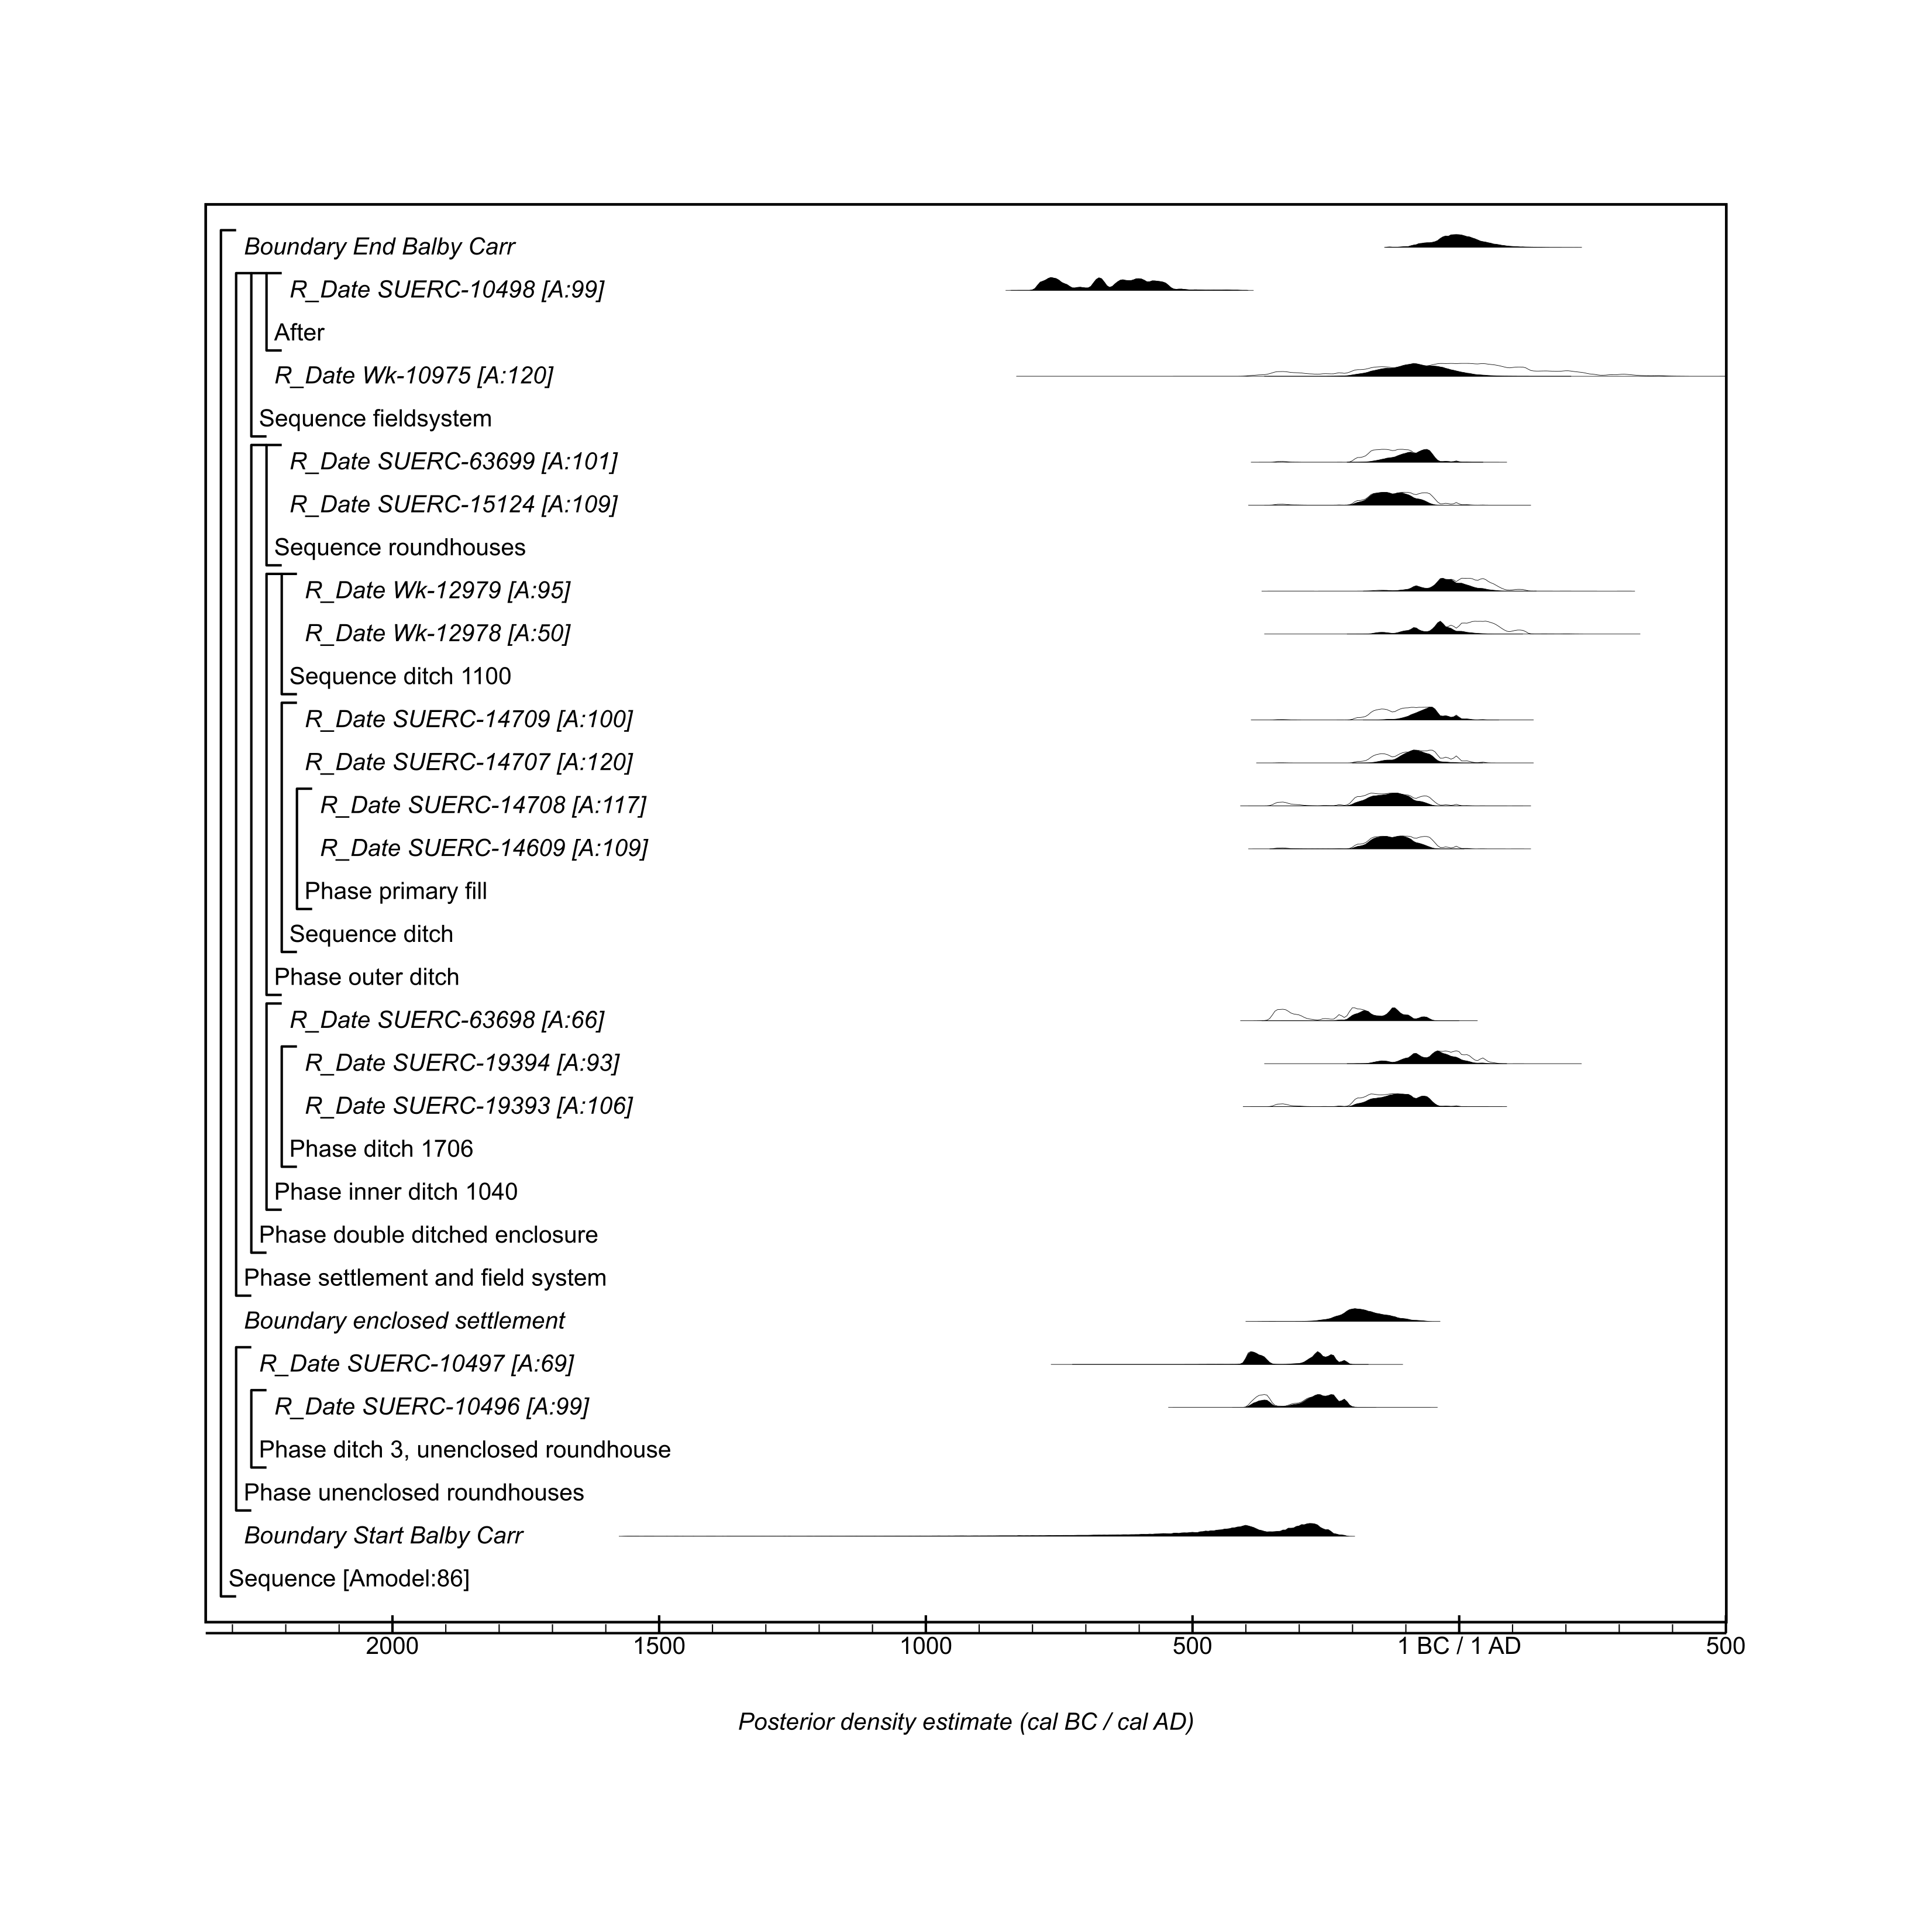 Boundary End Balby Carr
R_Date SUERC-10498 [A:99]
After
R_Date Wk-10975 [A:120]
Sequence fieldsystem
R_Date SUERC-63699 [A:101]
R_Date SUERC-15124 [A:109]
Sequence roundhouses
R_Date Wk-12979 [A:95]
R_Date Wk-12978 [A:50]
Sequence ditch 1100
R_Date SUERC-14709 [A:100]
R_Date SUERC-14707 [A:120]
R_Date SUERC-14708 [A:117]
R_Date SUERC-14609 [A:109]
Phase primary fill
Sequence ditch
Phase outer ditch
R_Date SUERC-63698 [A:66]
R_Date SUERC-19394 [A:93]
R_Date SUERC-19393 [A:106]
Phase ditch 1706
Phase inner ditch 1040
Phase double ditched enclosure
Phase settlement and field system
Boundary enclosed settlement
R_Date SUERC-10497 [A:69]
R_Date SUERC-10496 [A:99]
Phase ditch 3, unenclosed roundhouse
Phase unenclosed roundhouses
Boundary Start Balby Carr
Sequence [Amodel:86]
2000 1500 1000 500 1 BC / 1 AD 500
Posterior density estimate (cal BC / cal AD)